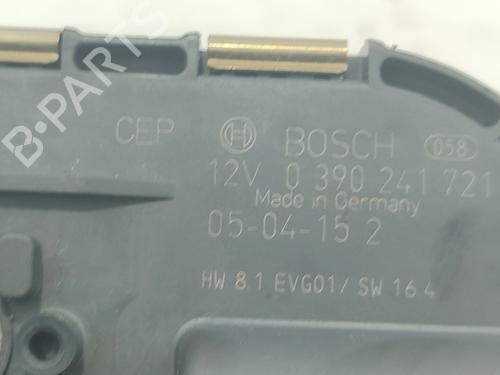 CEP BOSCH 058
12V 0 390 241 721
Made in Germany
05-04-15 2
HW 8.1 EVG01/ SW 16.4
B-PARTS